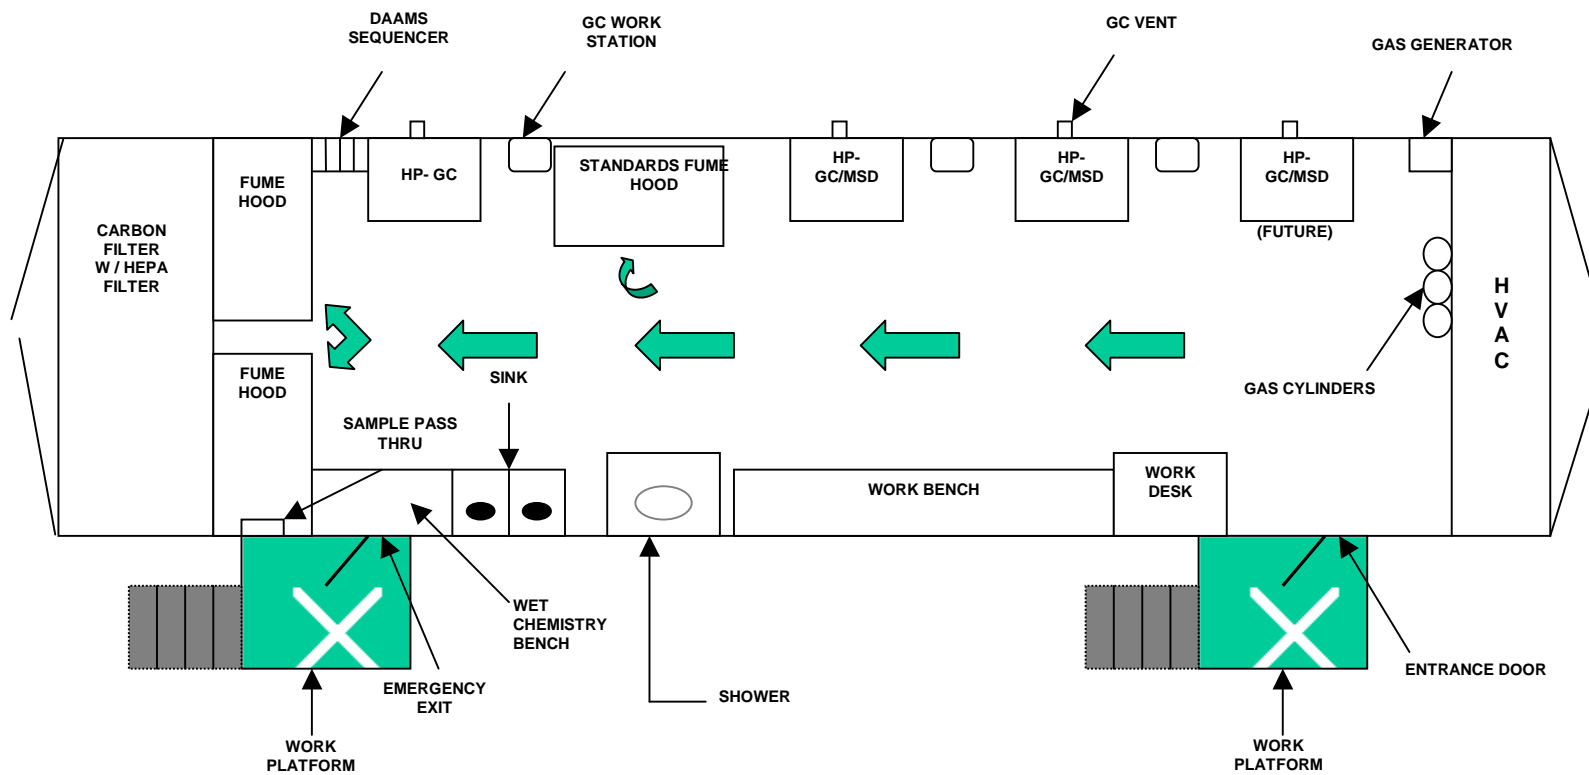 DAAMS
SEQUENCER
GC WORK
STATION
GC VENT
GAS GENERATOR
FUME
HOOD
HP- GC
STANDARDS FUME
HOOD
HP-
GC/MSD
HP-
GC/MSD
HP-
GC/MSD
(FUTURE)
CARBON
FILTER
W / HEPA
FILTER
H
V
A
C
GAS CYLINDERS
FUME
HOOD
SINK
SAMPLE PASS
THRU
WORK BENCH
WORK
DESK
WET
CHEMISTRY
BENCH
EMERGENCY
EXIT
SHOWER
ENTRANCE DOOR
WORK
PLATFORM
WORK
PLATFORM